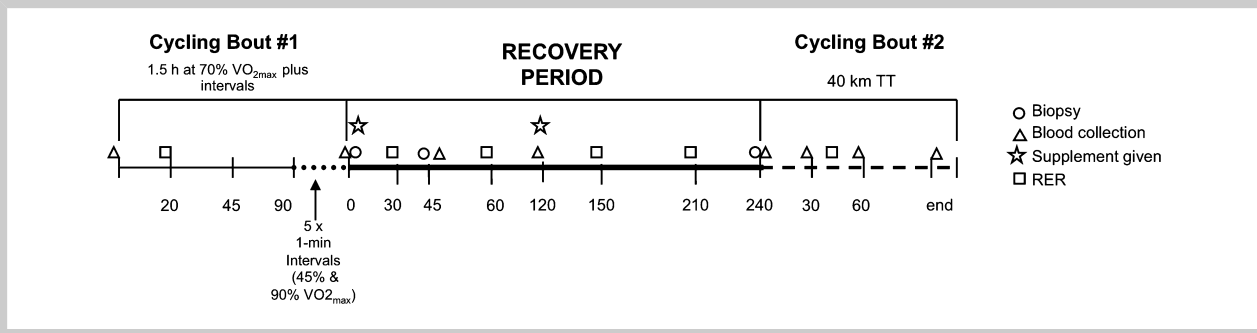 Cycling Bout #1
1.5 h at 70% VO2max plus
intervals
RECOVERY
PERIOD
Cycling Bout #2
40 km TT
Biopsy
Blood collection
Supplement given
RER
20 45 90 0 30 45 60 120 150 210 240 30 60 end
5 x
1-min
Intervals
(45% &
90% VO2max)